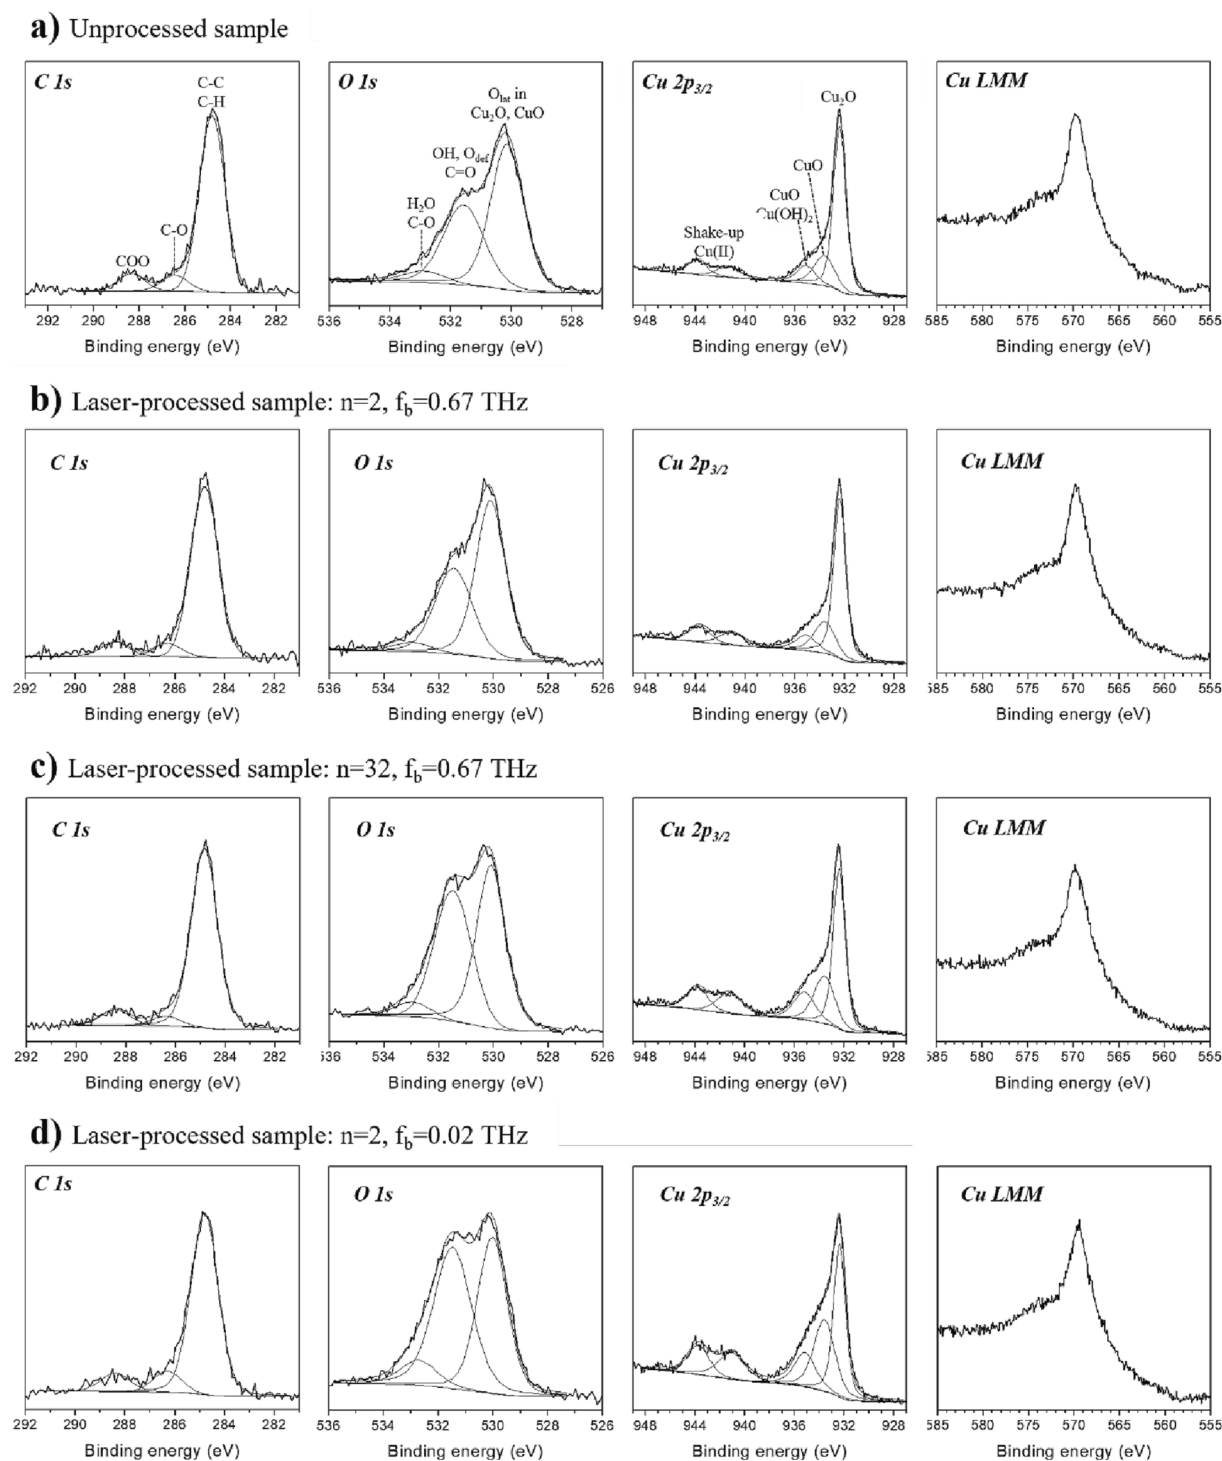 a) Unprocessed sample
C 1s
C-C
C-H
C-O
COO
292 290 288 286 284 282
Binding energy (eV)
O 1s
O_lat in
Cu₂O, CuO
OH, O_def
C=O
H₂O
C-O
536 534 532 530 528
Binding energy (eV)
Cu 2p3/2
Cu₂O
CuO
CuO
Cu(OH)₂
Shake-up
Cu(II)
948 944 940 936 932 928
Binding energy (eV)
Cu LMM
585 580 575 570 565 560 555
Binding energy (eV)
b) Laser-processed sample: n=2, f_b=0.67 THz
C 1s
292 290 288 286 284 282
Binding energy (eV)
O 1s
536 534 532 530 528 526
Binding energy (eV)
Cu 2p3/2
948 944 940 936 932 928
Binding energy (eV)
Cu LMM
585 580 575 570 565 560 555
Binding energy (eV)
c) Laser-processed sample: n=32, f_b=0.67 THz
C 1s
292 290 288 286 284 282
Binding energy (eV)
O 1s
536 534 532 530 528 526
Binding energy (eV)
Cu 2p3/2
948 944 940 936 932 928
Binding energy (eV)
Cu LMM
585 580 575 570 565 560 555
Binding energy (eV)
d) Laser-processed sample: n=2, f_b=0.02 THz
C 1s
292 290 288 286 284 282
Binding energy (eV)
O 1s
536 534 532 530 528 526
Binding energy (eV)
Cu 2p3/2
948 944 940 936 932 928
Binding energy (eV)
Cu LMM
585 580 575 570 565 560 555
Binding energy (eV)